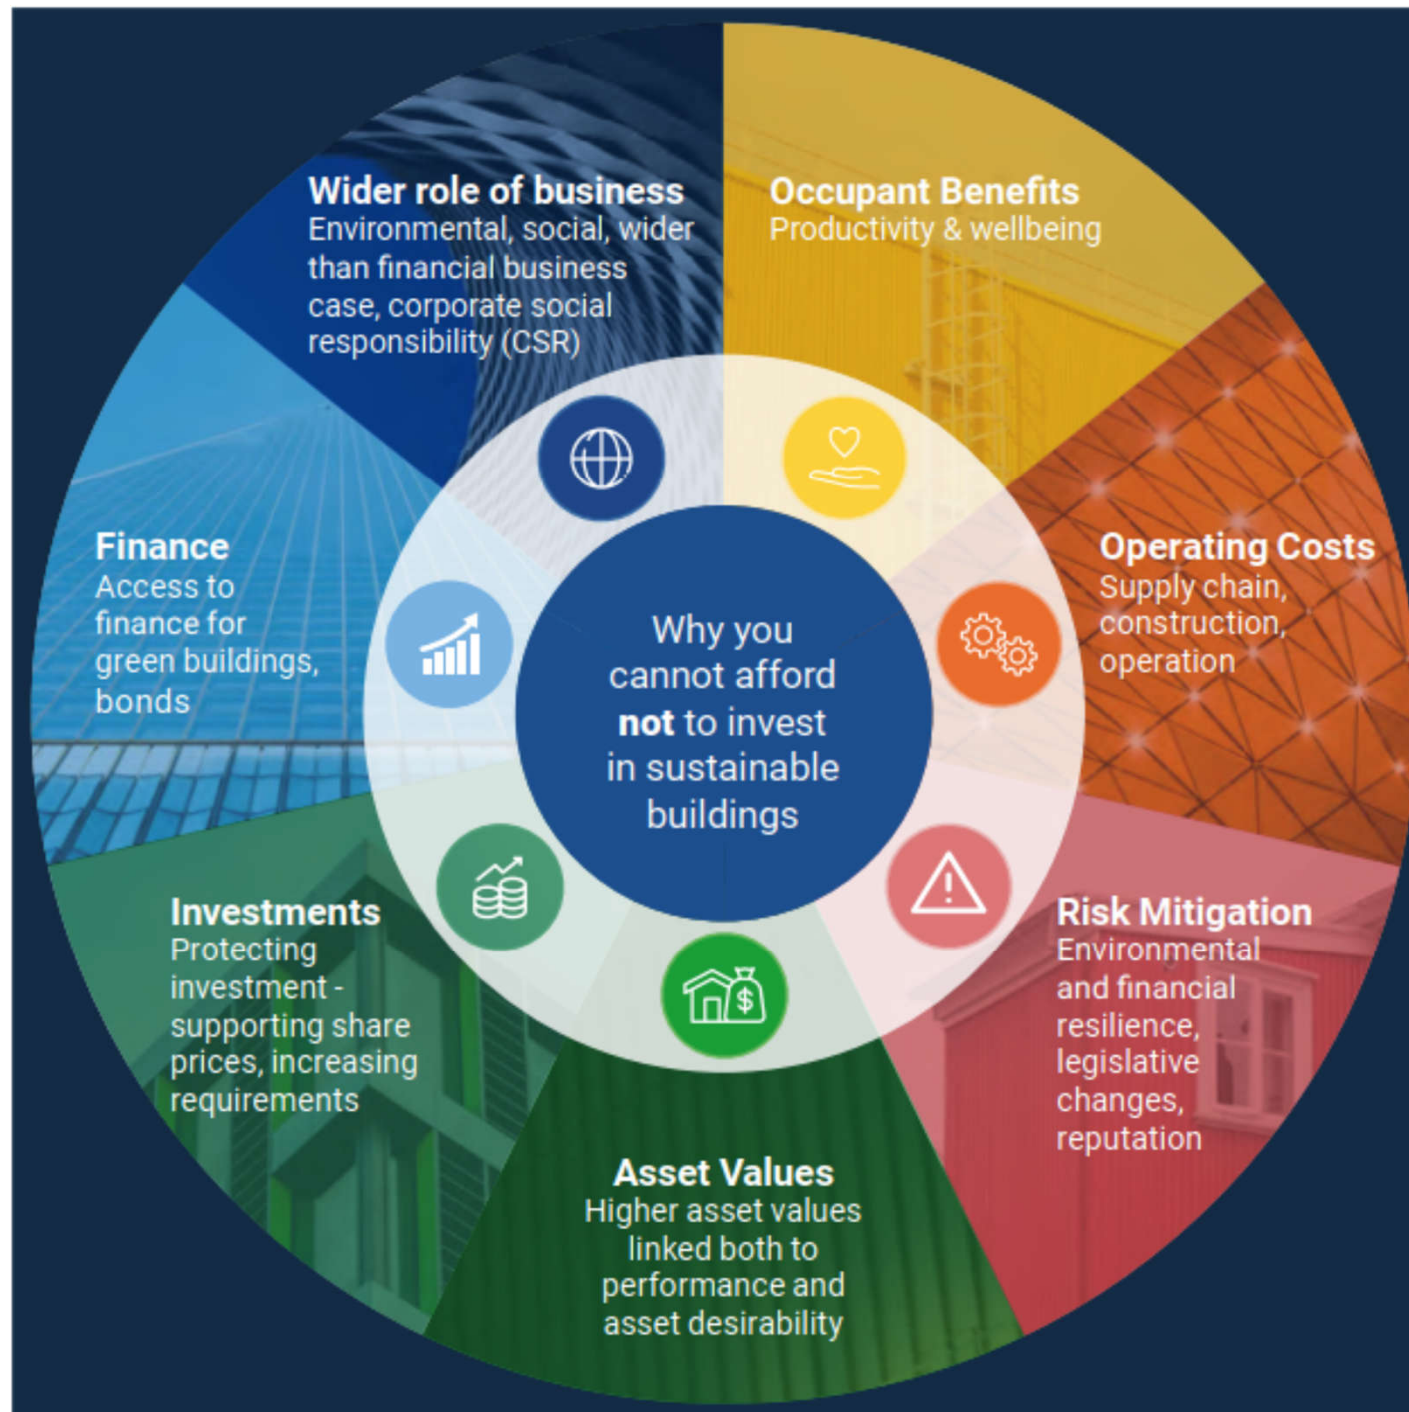 Wider role of business
Environmental, social, wider
than financial business
case, corporate social
responsibility (CSR)
Occupant Benefits
Productivity & wellbeing
Finance
Access to
finance for
green buildings,
bonds
Why you
cannot afford
not to invest
in sustainable
buildings
Operating Costs
Supply chain,
construction,
operation
Investments
Protecting
investment -
supporting share
prices, increasing
requirements
$
Risk Mitigation
Environmental
and financial
resilience,
legislative
changes,
reputation
Asset Values
Higher asset values
linked both to
performance and
asset desirability